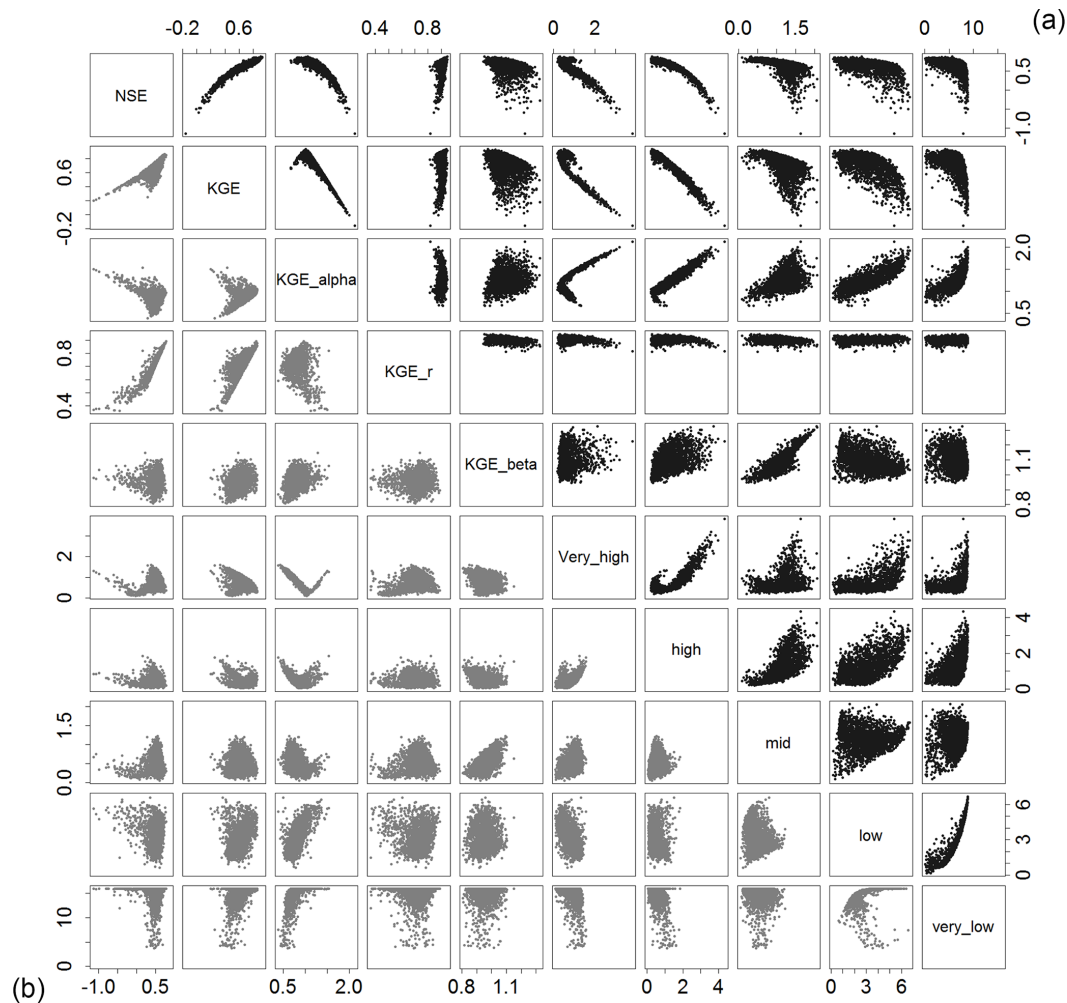 -0.2 0.6 0.4 0.8 0 2 0.0 1.5 0 5 10 (a)
NSE 0.5 -1.0
0.6 -0.2 KGE
KGE_alpha 2.0 0.5
0.8 0.4 KGE_r
KGE_beta 1.1 0.8
2 0 Very_high
high 4 2 0
1.5 0.0 mid
low 6 3 0
10 0 very_low
(b) -1.0 0.5 0.5 2.0 0.8 1.1 0 2 4 0 3 6